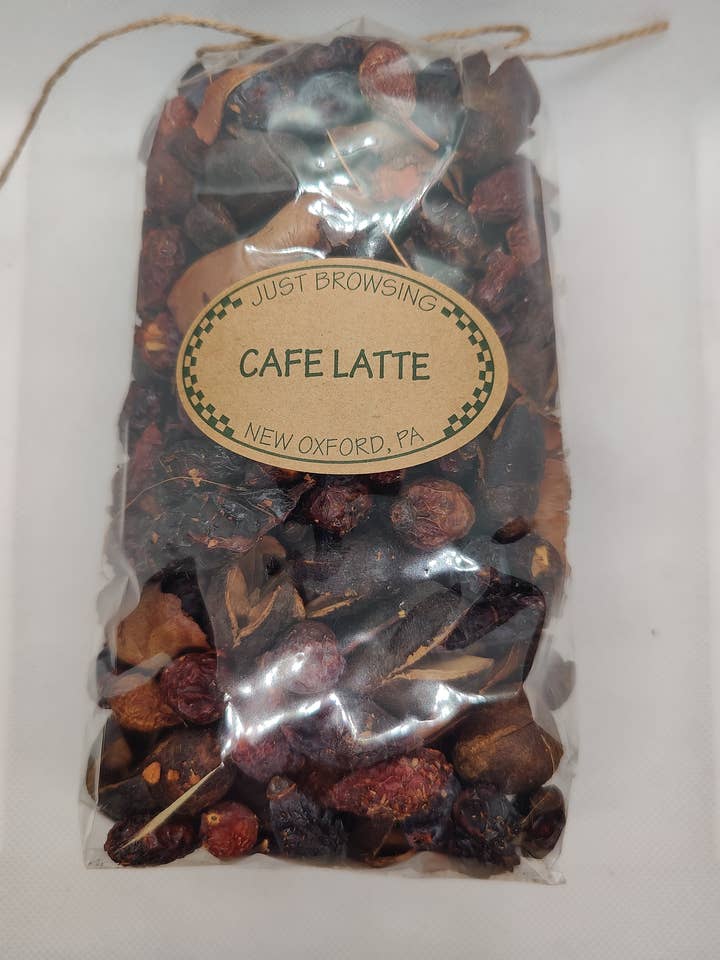 JUST BROWSING
CAFE LATTE
NEW OXFORD, PA